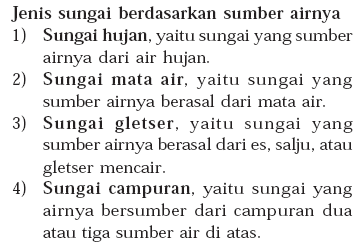 Jenis sungai berdasarkan sumber airnya
1) Sungai hujan, yaitu sungai yang sumber
airnya dari air hujan.
2) Sungai mata air, yaitu sungai yang
sumber airnya berasal dari mata air.
3) Sungai gletser, yaitu sungai yang
sumber airnya berasal dari es, salju, atau
gletser mencair.
4) Sungai campuran, yaitu sungai yang
airnya bersumber dari campuran dua
atau tiga sumber air di atas.